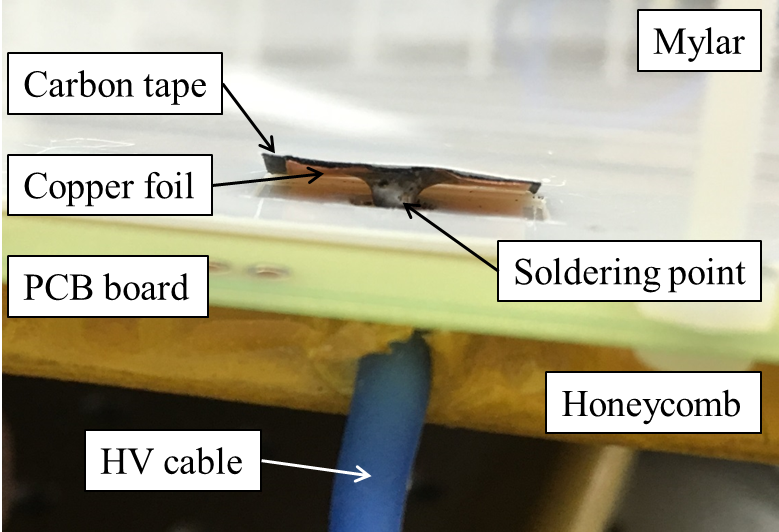 Mylar
Carbon tape
Copper foil
Soldering point
PCB board
Honeycomb
HV cable